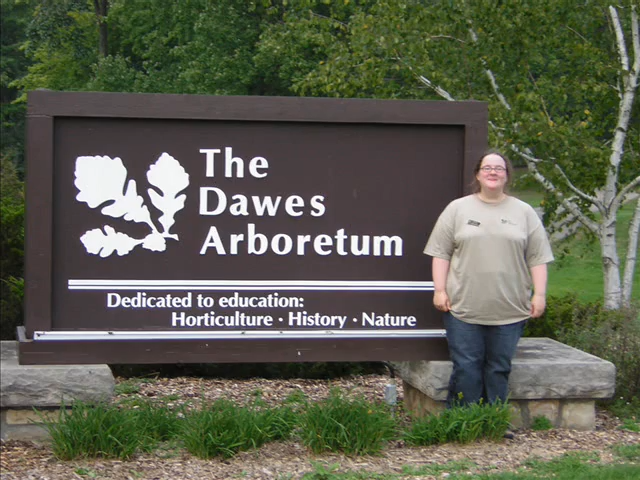 The
Dawes
Arboretum
Dedicated to education:
Horticulture · History · Nature